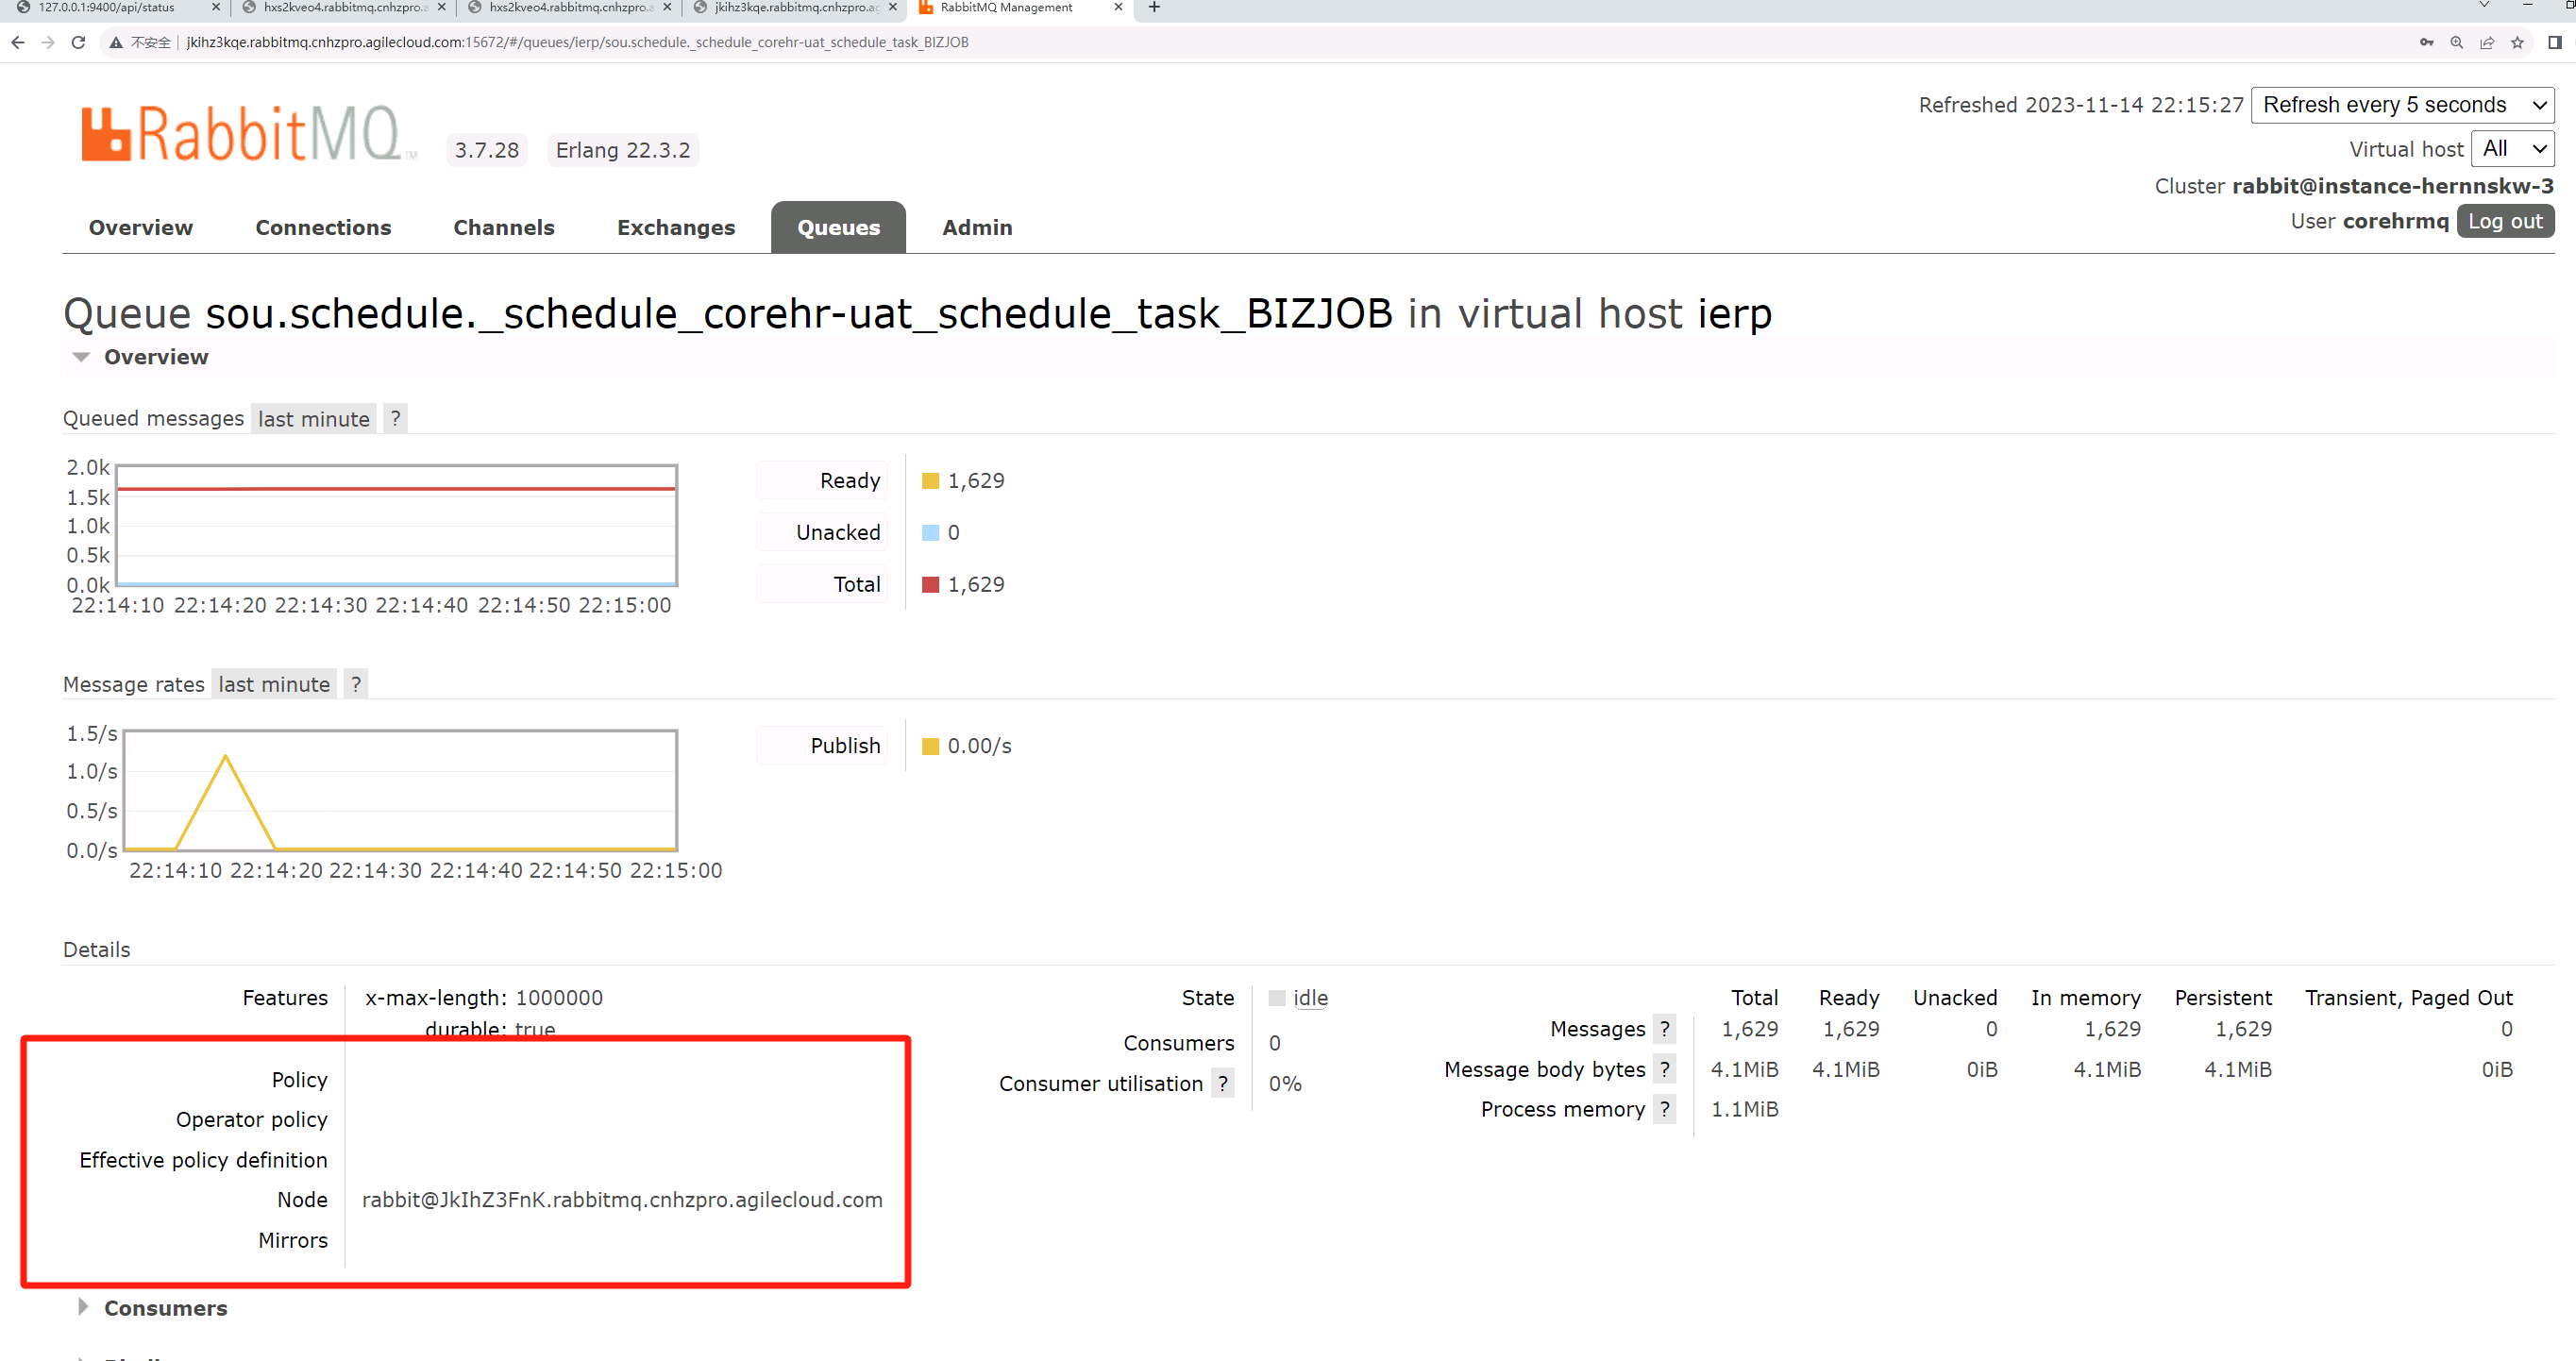 127.0.0.1:9400/api/status
hxs2kveo4.rabbitmq.cnhzpro.a
hxs2kveo4.rabbitmq.cnhzpro.a
jkihz3kqe.rabbitmq.cnhzpro.ag
RabbitMQ Management
不安全 jkihz3kqe.rabbitmq.cnhzpro.agilecloud.com:15672/#/queues/ierp/sou.schedule._schedule_corehr-uat_schedule_task_BIZJOB
RabbitMQ TM 3.7.28 Erlang 22.3.2
Refreshed 2023-11-14 22:15:27 Refresh every 5 seconds
Virtual host All
Cluster rabbit@instance-hernnskw-3
User corehrmq Log out
Overview Connections Channels Exchanges Queues Admin
Queue sou.schedule._schedule_corehr-uat_schedule_task_BIZJOB in virtual host ierp
Overview
Queued messages last minute ?
2.0k
1.5k
1.0k
0.5k
0.0k
22:14:10 22:14:20 22:14:30 22:14:40 22:14:50 22:15:00
Ready 1,629
Unacked 0
Total 1,629
Message rates last minute ?
1.5/s
1.0/s
0.5/s
0.0/s
22:14:10 22:14:20 22:14:30 22:14:40 22:14:50 22:15:00
Publish 0.00/s
Details
Features x-max-length: 1000000
durable: true
Policy
Operator policy
Effective policy definition
Node rabbit@JkIhZ3FnK.rabbitmq.cnhzpro.agilecloud.com
Mirrors
State idle
Consumers 0
Consumer utilisation ? 0%
Total Ready Unacked In memory Persistent Transient, Paged Out
Messages ? 1,629 1,629 0 1,629 1,629 0
Message body bytes ? 4.1MiB 4.1MiB 0iB 4.1MiB 4.1MiB 0iB
Process memory ? 1.1MiB
Consumers